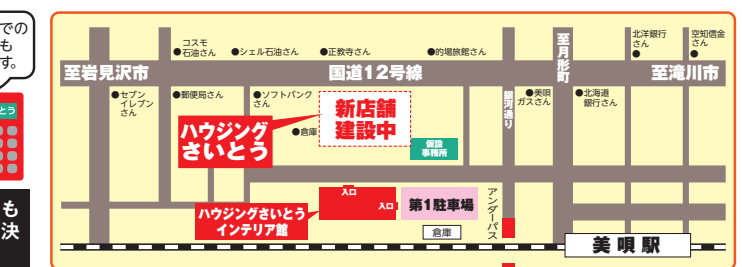 での
も
す。
とう
も
決
コスモ
●石油さん
●シェル石油さん
●正教寺さん
●的場旅館さん
至月形町
北洋銀行
さん
●
空知信金
さん
●
至岩見沢市
国道12号線
至滝川市
●セブン
イレブン
さん
●郵便局さん
●ソフトバンク
さん
銀河通り
●美唄
ガスさん
●北海道
銀行さん
新店舗
建設中
ハウジング
さいとう
●倉庫
仮設
事務所
入口
入口
第1駐車場
アンダーパス
ハウジングさいとう
インテリア館
倉庫
美唄駅